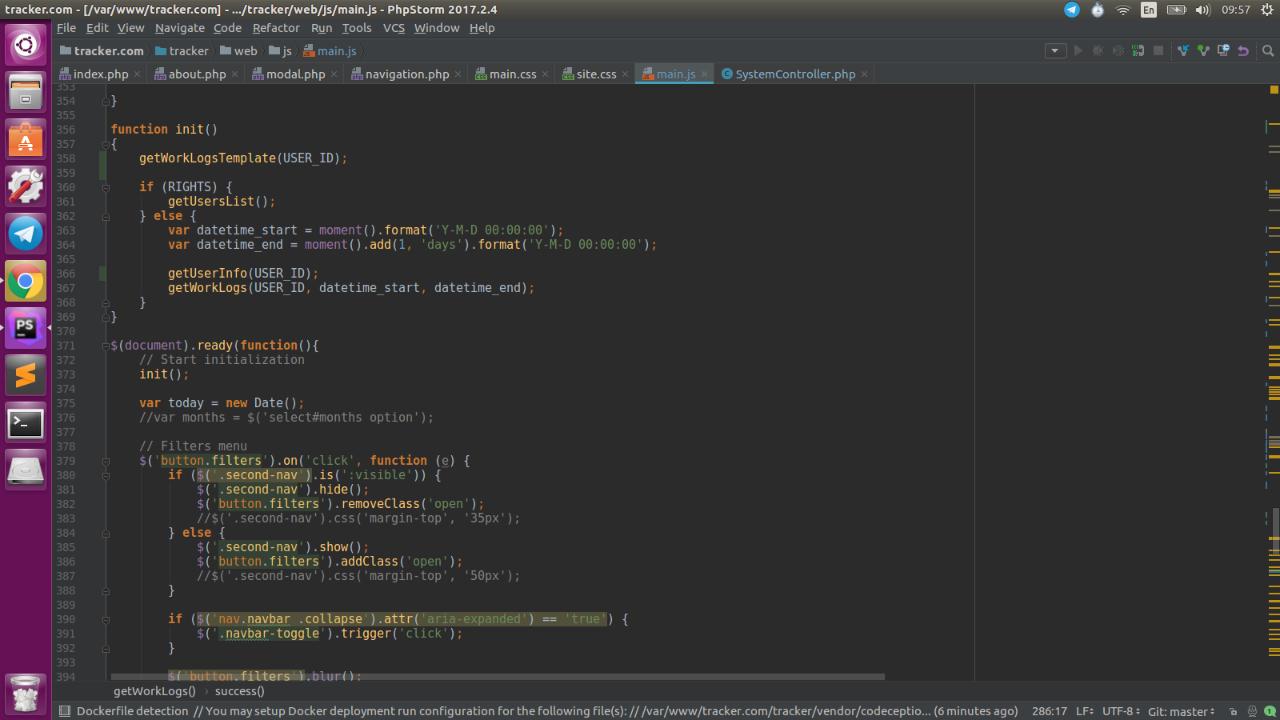 tracker.com - [/var/www/tracker.com] - .../tracker/web/js/main.js - PhpStorm 2017.2.4
En
09:57
File Edit View Navigate Code Refactor Run Tools VCS Window Help
tracker.com tracker web js main.js
index.php about.php modal.php navigation.php main.css site.css main.js SystemController.php
353
354 }
355
356 function init()
357 {
358 getWorkLogsTemplate(USER_ID);
359
360 if (RIGHTS) {
361 getUsersList();
362 } else {
363 var datetime_start = moment().format('Y-M-D 00:00:00');
364 var datetime_end = moment().add(1, 'days').format('Y-M-D 00:00:00');
365
366 getUserInfo(USER_ID);
367 getWorkLogs(USER_ID, datetime_start, datetime_end);
368 }
369 }
370
371 $(document).ready(function(){
372 // Start initialization
373 init();
374
375 var today = new Date();
376 //var months = $('select#months option');
377
378 // Filters menu
379 $('button.filters').on('click', function (e) {
380 if ($('.second-nav').is(':visible')) {
381 $('.second-nav').hide();
382 $('button.filters').removeClass('open');
383 //$('.second-nav').css('margin-top', '35px');
384 } else {
385 $('.second-nav').show();
386 $('button.filters').addClass('open');
387 //$('.second-nav').css('margin-top', '50px');
388 }
389
390 if ($('nav.navbar .collapse').attr('aria-expanded') == 'true') {
391 $('.navbar-toggle').trigger('click');
392 }
393
394 $('button.filters').blur();
getWorkLogs() › success()
Dockerfile detection // You may setup Docker deployment run configuration for the following file(s): // /var/www/tracker.com/tracker/vendor/codeceptio... (6 minutes ago) 286:17 LF÷ UTF-8÷ Git: master÷ 1